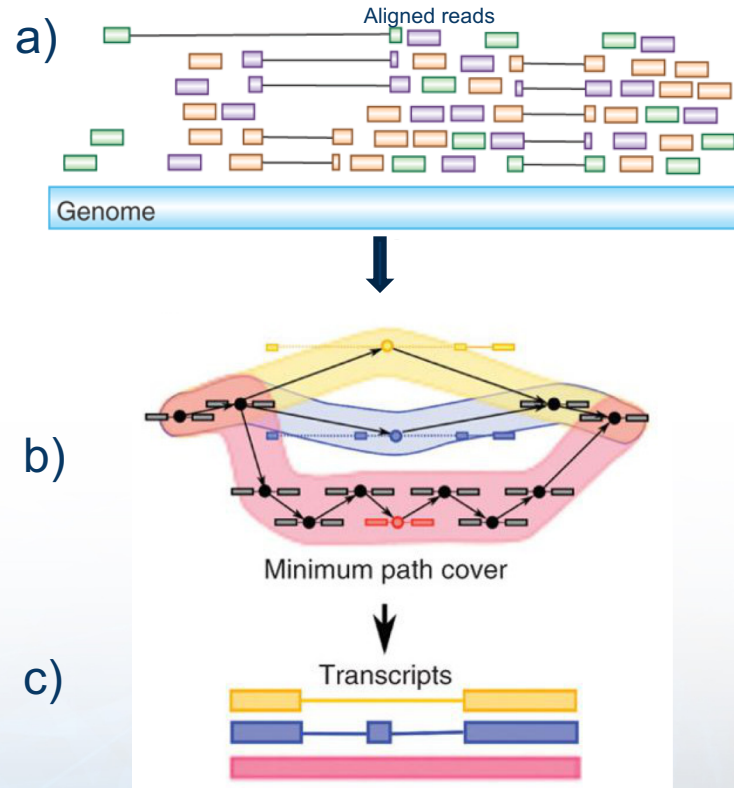 a)
Aligned reads
Genome
b)
Minimum path cover
c)
Transcripts